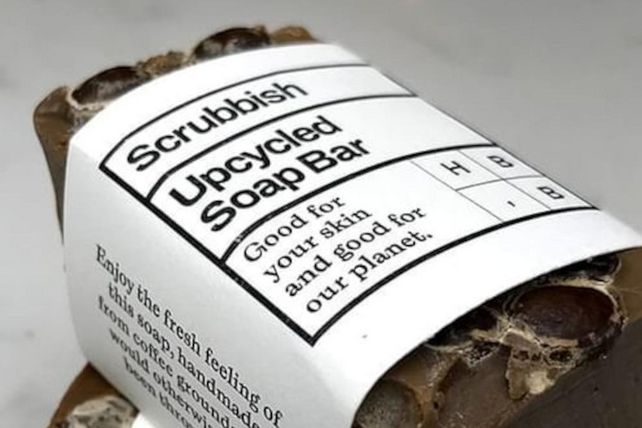 Scrubbish
Upcycled
Soap Bar
Good for
your skin
and good for
our planet.
H B
, B
Enjoy the fresh feeling of
this soap, handmade
from coffee grounds
would otherwise
been